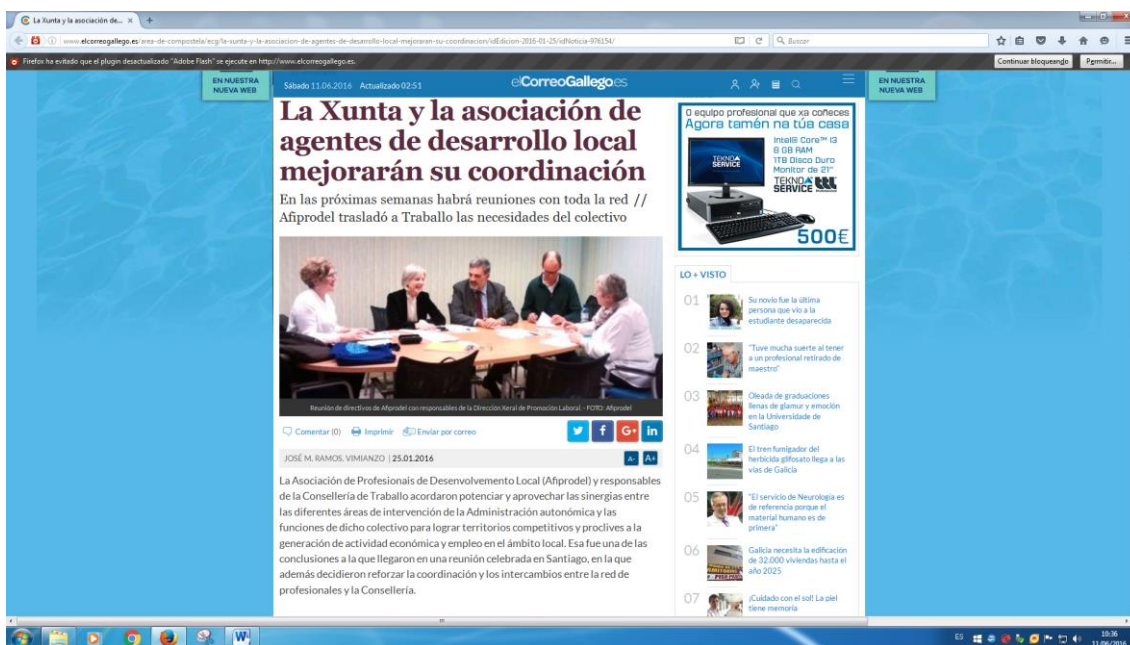 La Xunta y la asociación de...
www.elcorreogallego.es/area-de-compostela/acg/la-xunta-y-la-asociacion-de-agentes-de-desarrollo-local-mejoraran-su-coordinacion/idEdicion-2016-01-25/idNoticia-976154/
Buscar
Firefox ha evitado que el plugin desactualizado "Adobe Flash" se ejecute en http://www.elcorreogallego.es.
Continuar bloqueando
Permitir...
EN NUESTRA
NUEVA WEB
Sábado 11.06.2016 Actualizado 02:51
elCorreoGallego.es
EN NUESTRA
NUEVA WEB
La Xunta y la asociación de
agentes de desarrollo local
mejorarán su coordinación
En las próximas semanas habrá reuniones con toda la red //
Afiprodel trasladó a Traballo las necesidades del colectivo
Reunión de directivos de Afiprodel con responsables de la Dirección Xeral de Promoción Laboral. - FOTO: Afiprodel
Comentar (0) Imprimir Enviar por correo
f G+ in
JOSÉ M. RAMOS. VIMIANZO | 25.01.2016
A- A+
La Asociación de Profesionais de Desenvolvemento Local (Afiprodel) y responsables
de la Consellería de Traballo acordaron potenciar y aprovechar las sinergias entre
las diferentes áreas de intervención de la Administración autonómica y las
funciones de dicho colectivo para lograr territorios competitivos y proclives a la
generación de actividad económica y empleo en el ámbito local. Esa fue una de las
conclusiones a la que llegaron en una reunión celebrada en Santiago, en la que
además decidieron reforzar la coordinación y los intercambios entre la red de
profesionales y la Consellería.
O equipo profesional que xa coñeces
Agora tamén na túa casa
Intel® Core™ i3
8 GB RAM
1TB Disco Duro
Monitor de 21"
TEKNO
SERVICE
TEKNO
SERVICE
500€
LO + VISTO
01
Su novio fue la última
persona que vio a la
estudiante desaparecida
02
"Tuve mucha suerte al tener
a un profesional retirado de
maestro"
03
Oleada de graduaciones
llenas de glamur y emoción
en la Universidade de
Santiago
04
El tren fumigador del
herbicida glifosato llega a las
vías de Galicia
05
"El servicio de Neurología es
de referencia porque el
material humano es de
primera"
06
Galicia necesita la edificación
de 32.000 viviendas hasta el
año 2025
07
¡Cuidado con el sol! La piel
tiene memoria
W
ES
10:36
11/06/2016